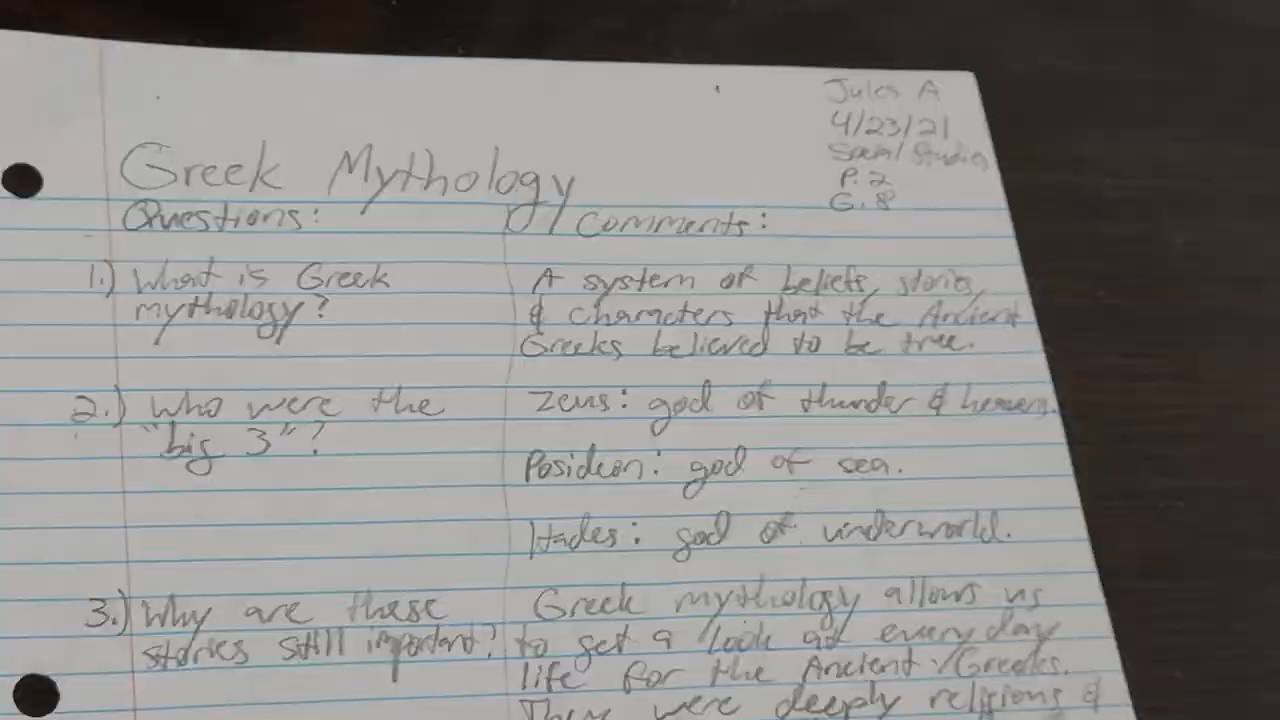 Jules A
4/23/21
Social Studies
P. 2
G. 8
Greek Mythology
Questions:
Comments:
1.) What is Greek
mythology?
A system of beliefs, stories,
& characters that the Ancient
Greeks believed to be true.
2.) Who were the
"big 3"?
Zeus: god of thunder & heavens.
Posideon: god of sea.
Hades: god of underworld.
3.) Why are these
stories still important?
Greek mythology allows us
to get a look at everyday
life for the Ancient Greeks.
They were deeply religious &